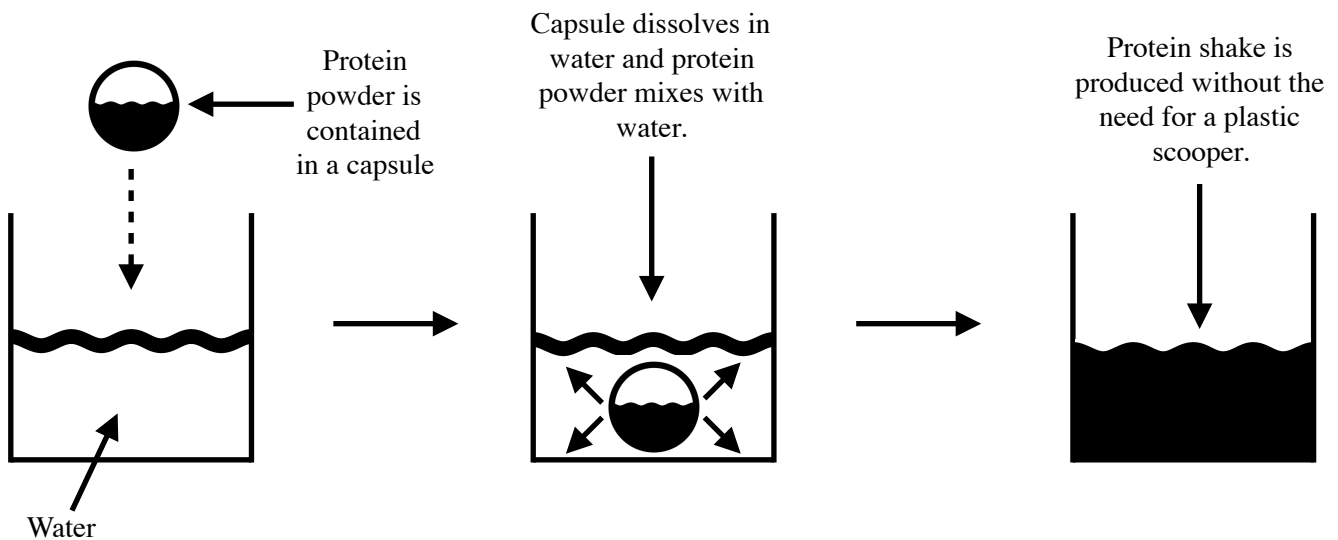 Protein
powder is
contained
in a capsule
Water
Capsule dissolves in
water and protein
powder mixes with
water.
Protein shake is
produced without the
need for a plastic
scooper.